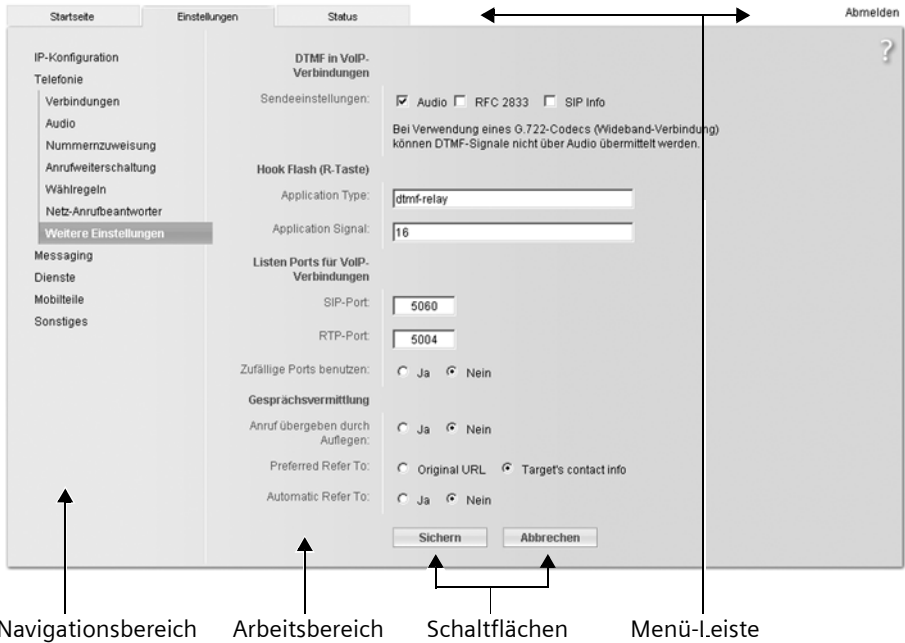 Startseite Einstellungen Status Abmelden
?
IP-Konfiguration
Telefonie
Verbindungen
Audio
Nummernzuweisung
Anrufweiterschaltung
Wählregeln
Netz-Anrufbeantworter
Weitere Einstellungen
Messaging
Dienste
Mobilteile
Sonstiges
DTMF in VoIP-
Verbindungen
Sendeeinstellungen: Audio RFC 2833 SIP Info
Bei Verwendung eines G.722-Codecs (Wideband-Verbindung)
können DTMF-Signale nicht über Audio übermittelt werden.
Hook Flash (R-Taste)
Application Type: dtmf-relay
Application Signal: 16
Listen Ports für VoIP-
Verbindungen
SIP-Port: 5060
RTP-Port: 5004
Zufällige Ports benutzen: Ja Nein
Gesprächsvermittlung
Anruf übergeben durch
Auflegen: Ja Nein
Preferred Refer To: Original URL Target's contact info
Automatic Refer To: Ja Nein
Sichern Abbrechen
Navigationsbereich Arbeitsbereich Schaltflächen Menü-Leiste